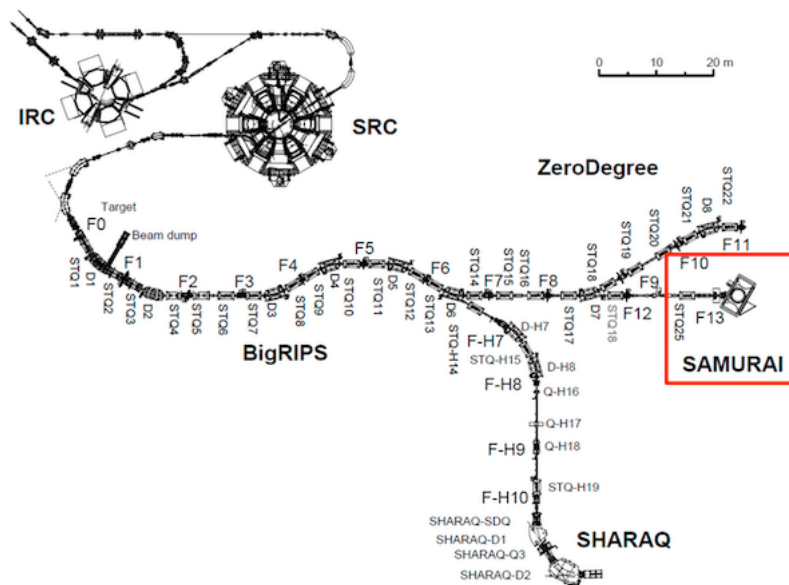 IRC
SRC
0 10 20 m
ZeroDegree
Target
Beam dump
F0
STQ1
D1
STQ2
F1
STQ3
D2
STQ4
F2
STQ5
STQ6
F3
STQ7
D3
F4
STQ8
STQ9
D4
STQ10
F5
STQ11
D5
STQ12
F6
STQ13
D6
STQ14
F7
STQ15
STQ16
F8
STQ17
STQ18
D7
STQ19
STQ20
F9
F10
STQ21
D8
STQ22
F11
STQ18
F12
STQ25
F13
SAMURAI
BigRIPS
STQ-H14
F-H7
D-H7
STQ-H15
D-H8
F-H8
Q-H16
Q-H17
F-H9
Q-H18
STQ-H19
F-H10
SHARAQ-SDQ
SHARAQ-D1
SHARAQ-Q3
SHARAQ-D2
SHARAQ